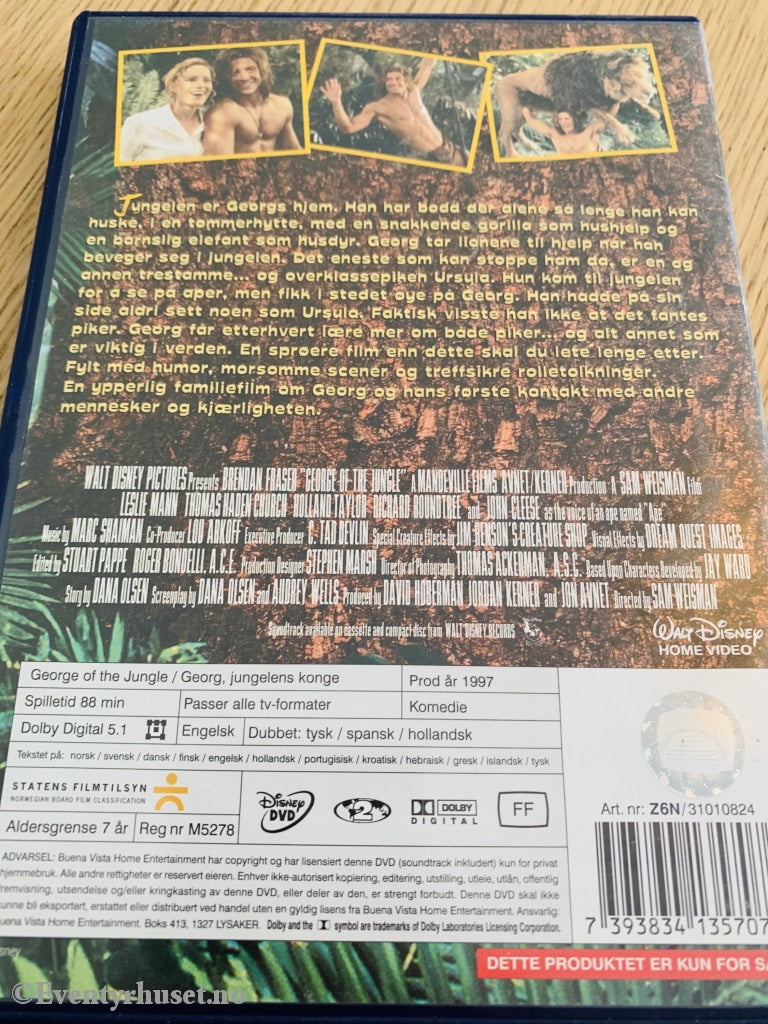 Jungelen er Georgs hjem. Han har bodd der alene så lenge han kan
huske, i en tømmerhytte, med en snakkende gorilla som hushjelp og
en barnslig elefant som husdyr. Georg tar lianene til hjelp når han
beveger seg i jungelen. Det eneste som kan stoppe ham da, er en og
annen trestamme... og overklassepiken Ursula. Hun kom til jungelen
for å se på aper, men fikk i stedet øye på Georg. Han hadde på sin
side aldri sett noen som Ursula. Faktisk visste han ikke at det fantes
piker. Georg får etterhvert lære mer om både piker... og alt annet som
er viktig i verden. En sprøere film enn dette skal du lete lenge etter.
Fylt med humor, morsomme scener og treffsikre rolletolkninger.
En ypperlig familiefilm om Georg og hans første kontakt med andre
mennesker og kjærligheten.
WALT DISNEY PICTURES Presents BRENDAN FRASER "GEORGE OF THE JUNGLE" A MANDEVILLE FILMS AVNET/KERNER Production A SAM WEISMAN Film
LESLIE MANN THOMAS HADEN CHURCH HOLLAND TAYLOR RICHARD ROUNDTREE and JOHN CLEESE as the voice of an ape named "Ape"
Music by MARC SHAIMAN Co-Producer LOU ARKOFF Executive Producer C. TAD DEVLIN Special Creature Effects by JIM HENSON'S CREATURE SHOP Visual Effects by DREAM QUEST IMAGES
Edited by STUART PAPPE ROGER BONDELLI, A.C.E. Production Designer STEPHEN MARSH Director of Photography THOMAS ACKERMAN, A.S.C. Based Upon Characters Developed by JAY WARD
Story by DANA OLSEN Screenplay by DANA OLSEN and AUDREY WELLS Produced by DAVID HOBERMAN JORDAN KERNER and JON AVNET Directed by SAM WEISMAN
Soundtrack available on cassette and compact disc from WALT DISNEY RECORDS
WALT DISNEY
HOME VIDEO
George of the Jungle / Georg, jungelens konge Prod år 1997
Spilletid 88 min Passer alle tv-formater Komedie
Dolby Digital 5.1 Engelsk Dubbet: tysk / spansk / hollandsk
Tekstet på: norsk / svensk / dansk / finsk / engelsk / hollandsk / portugisisk / kroatisk / hebraisk / gresk / islandsk / tysk
STATENS FILMTILSYN
NORWEGIAN BOARD FILM CLASSIFICATION
Disney
DVD
2
DOLBY
DIGITAL
FF
Art. nr: Z6N/31010824
Aldersgrense 7 år Reg nr M5278
ADVARSEL: Buena Vista Home Entertainment har copyright og har lisensiert denne DVD (soundtrack inkludert) kun for privat
hjemmebruk. Alle andre rettigheter er reservert eieren. Enhver ikke-autorisert kopiering, editering, utstilling, utleie, utlån, offentlig
fremvisning, utsendelse og/eller kringkasting av denne DVD, eller deler av den, er strengt forbudt. Denne DVD skal ikke
kunne bli eksportert, erstattet eller distribuert ved handel uten en gyldig lisens fra Buena Vista Home Entertainment. Ansvarlig:
Buena Vista Home Entertainment. Boks 413, 1327 LYSAKER. Dolby and the symbol are trademarks of Dolby Laboratories Licensing Corporation.
7 393834 135707
DETTE PRODUKTET ER KUN FOR SA
©Eventyrhuset.no